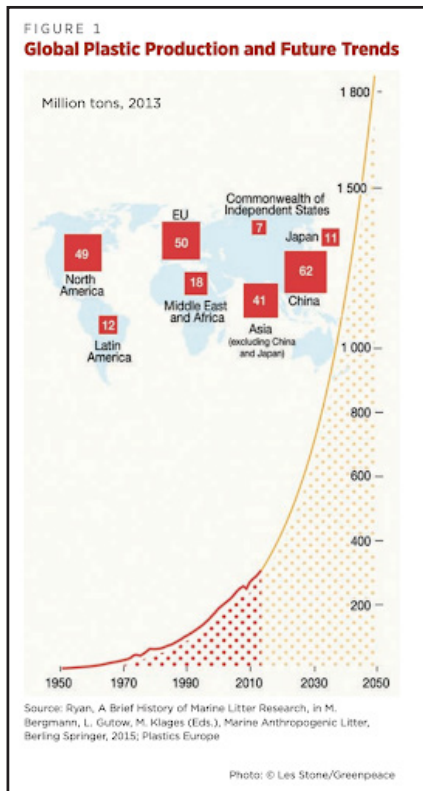 FIGURE 1
Global Plastic Production and Future Trends
Million tons, 2013
1 800
1 500
EU
50
Commonwealth of
Independent States
7
Japan 11
49
North
America
18
Middle East
and Africa
62
China
41
Asia
(excluding China
and Japan)
12
Latin
America
1 000
800
600
400
200
1950 1970 1990 2010 2030 2050
Source: Ryan, A Brief History of Marine Litter Research, in M.
Bergmann, L. Gutow, M. Klages (Eds.), Marine Anthropogenic Litter,
Berling Springer, 2015; Plastics Europe
Photo: © Les Stone/Greenpeace